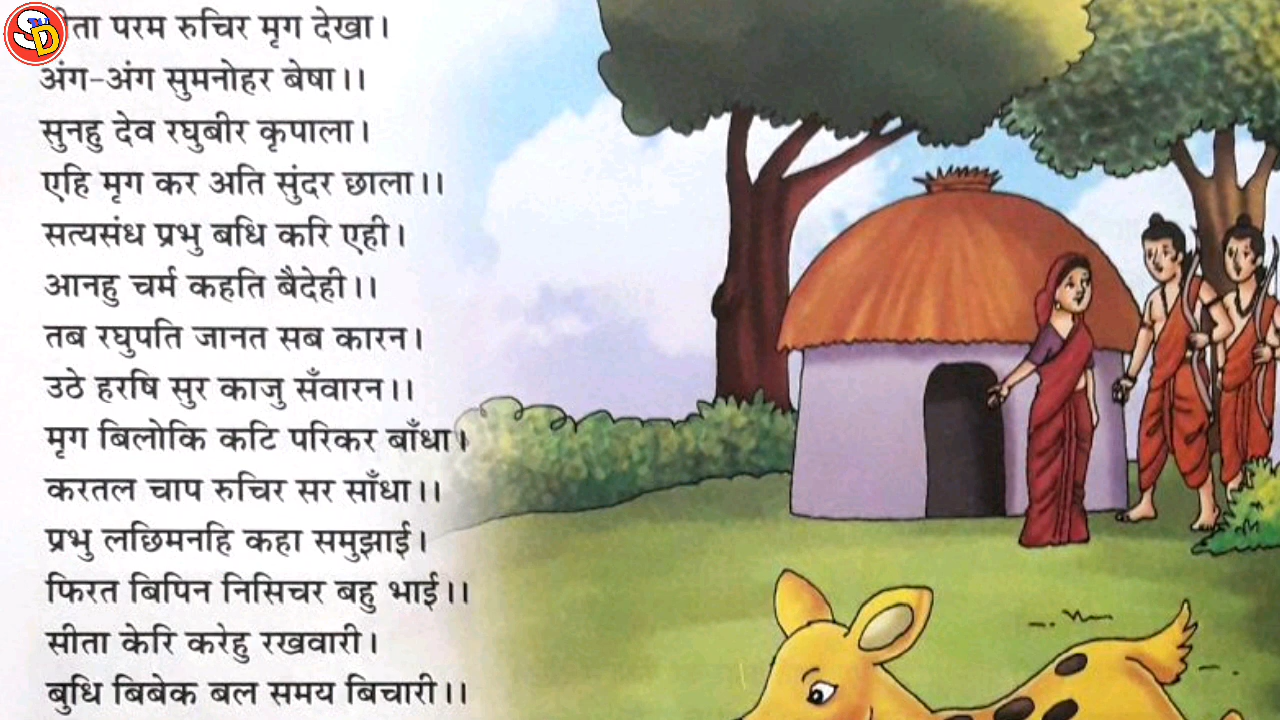 सीता परम रुचिर मृग देखा।
अंग-अंग सुमनोहर बेषा।।
सुनहु देव रघुबीर कृपाला।
एहि मृग कर अति सुंदर छाला।।
सत्यसंध प्रभु बधि करि एही।
आनहु चर्म कहति बैदेही।।
तब रघुपति जानत सब कारन।
उठे हरषि सुर काजु सँवारन।।
मृग बिलोकि कटि परिकर बाँधा।
करतल चाप रुचिर सर साँधा।।
प्रभु लछिमनहि कहा समुझाई।
फिरत बिपिन निसिचर बहु भाई।।
सीता केरि करेहु रखवारी।
बुधि बिबेक बल समय बिचारी।।